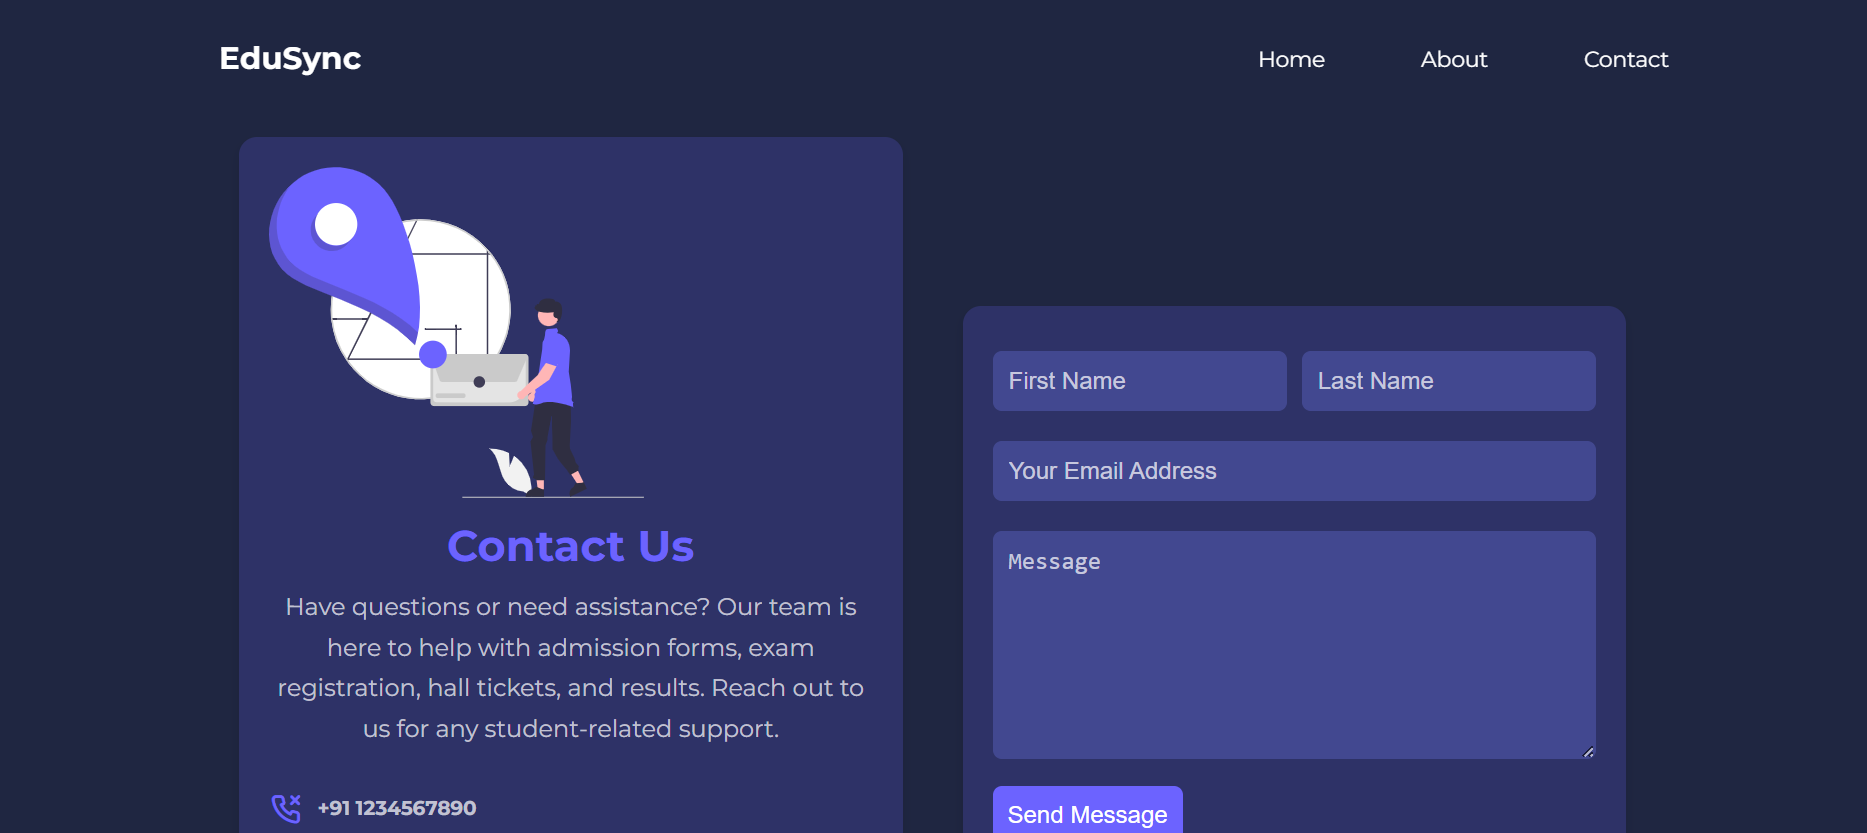 EduSync
Home
About
Contact
Contact Us
Have questions or need assistance? Our team is
here to help with admission forms, exam
registration, hall tickets, and results. Reach out to
us for any student-related support.
+91 1234567890
First Name
Last Name
Your Email Address
Message
Send Message